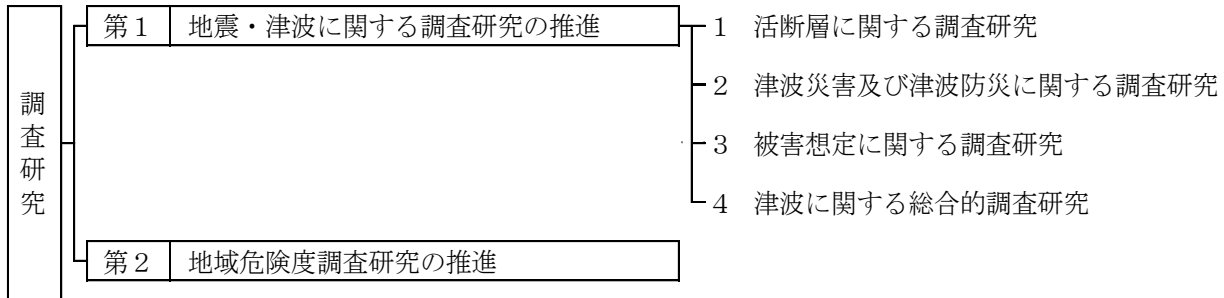 調査研究
第1 地震・津波に関する調査研究の推進
1 活断層に関する調査研究
2 津波災害及び津波防災に関する調査研究
3 被害想定に関する調査研究
4 津波に関する総合的調査研究
第2 地域危険度調査研究の推進